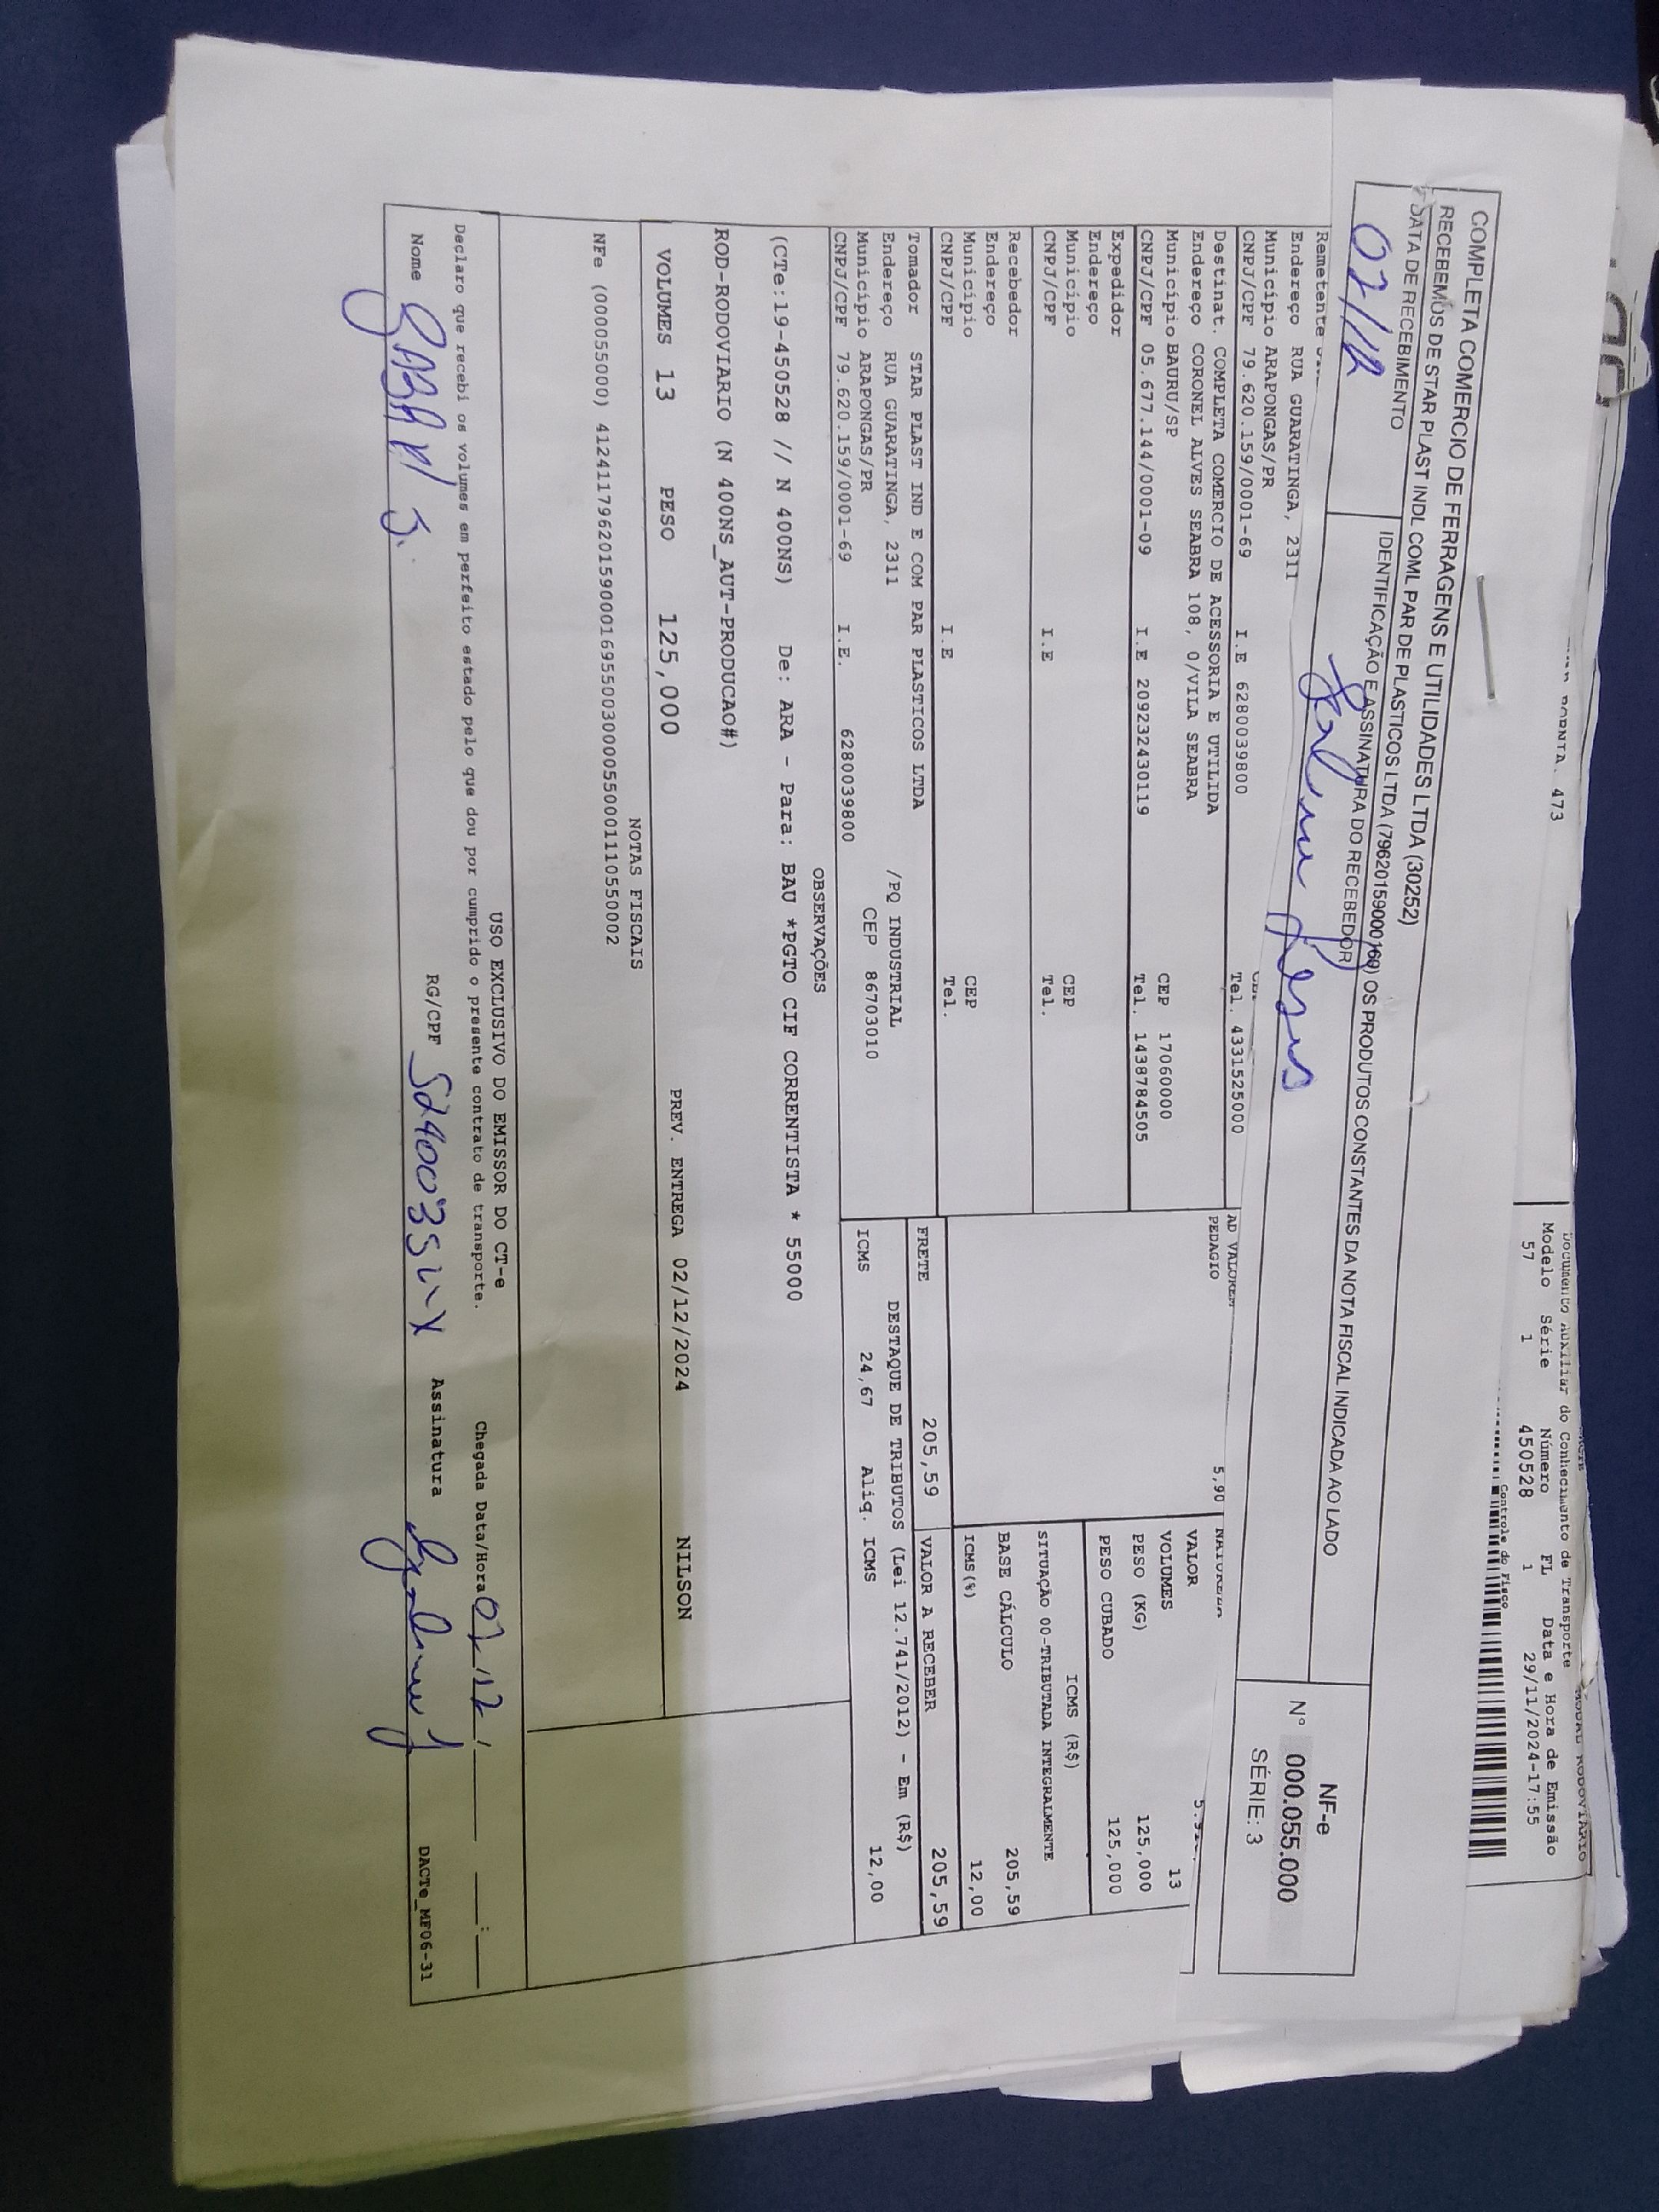 PORTA. 473
Documento Auxiliar do Conhecimento de Transporte
MODAL RODOVIARIO
Modelo Série Número FL Data e Hora de Emissão
57 1 450528 1 29/11/2024-17:55
Controle do Fisco
COMPLETA COMERCIO DE FERRAGENS E UTILIDADES LTDA (30252)
RECEBEMOS DE STAR PLAST INDL COML PAR DE PLASTICOS LTDA (79620159000169) OS PRODUTOS CONSTANTES DA NOTA FISCAL INDICADA AO LADO
DATA DE RECEBIMENTO
IDENTIFICAÇÃO E ASSINATURA DO RECEBEDOR
02/12
NF-e
N° 000.055.000
SÉRIE: 3
Remetente
Endereço RUA GUARATINGA, 2311
Município ARAPONGAS/PR
CNPJ/CPF 79.620.159/0001-69 I.E 6280039800 Tel. 4331525000
Destinat. COMPLETA COMERCIO DE ACESSORIA E UTILIDA
Endereço CORONEL ALVES SEABRA 108, 0/VILA SEABRA
Município BAURU/SP CEP 17060000
CNPJ/CPF 05.677.144/0001-09 I.E 209232430119 Tel. 1438784505
Expedidor
Endereço
Município CEP
CNPJ/CPF I.E Tel.
Recebedor
Endereço
Município CEP
CNPJ/CPF I.E Tel.
Tomador STAR PLAST IND E COM PAR PLASTICOS LTDA
Endereço RUA GUARATINGA, 2311 /PQ INDUSTRIAL
Município ARAPONGAS/PR CEP 86703010
CNPJ/CPF 79.620.159/0001-69 I.E. 6280039800
AD VALOREM
PEDAGIO 5,90
NATUREZA
VALOR
VOLUMES 13
PESO (KG) 125,000
PESO CUBADO 125,000
ICMS (R$)
SITUAÇÃO 00-TRIBUTADA INTEGRALMENTE
BASE CÁLCULO 205,59
ICMS(%) 12,00
FRETE 205,59 VALOR A RECEBER 205,59
DESTAQUE DE TRIBUTOS (Lei 12.741/2012) - Em (R$)
ICMS 24,67 Aliq. ICMS 12,00
OBSERVAÇÕES
(CTe:19-450528 // N 400NS) De: ARA - Para: BAU *PGTO CIF CORRENTISTA * 55000
ROD-RODOVIARIO (N 400NS_AUT-PRODUCAO#)
VOLUMES 13 PESO 125,000 PREV. ENTREGA 02/12/2024 NILSON
NOTAS FISCAIS
NFe (000055000) 41241179620159000169550030000550001110550002
USO EXCLUSIVO DO EMISSOR DO CT-e
Declaro que recebi os volumes em perfeito estado pelo que dou por cumprido o presente contrato de transporte. Chegada Data/Hora 02/12/
Nome RG/CPF Assinatura DACTe_MF06-31